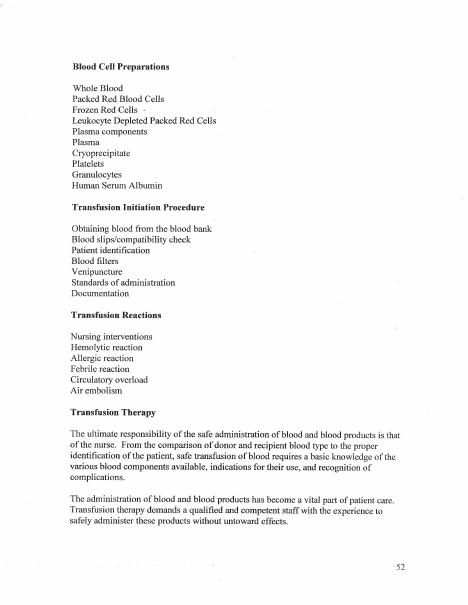 Blood Cell Preparations
Whole Blood
Packed Red Blood Cells
Frozen Red Cells
Leukocyte Depleted Packed Red Cells
Plasma components
Plasma
Cryoprecipitate
Platelets
Granulocytes
Human Serum Albumin
Transfusion Initiation Procedure
Obtaining blood from the blood bank
Blood slips/compatibility check
Patient identification
Blood filters
Venipuncture
Standards of administration
Documentation
Transfusion Reactions
Nursing interventions
Hemolytic reaction
Allergic reaction
Febrile reaction
Circulatory overload
Air embolism
Transfusion Therapy
The ultimate responsibility of the safe administration of blood and blood products is that
of the nurse. From the comparison of donor and recipient blood type to the proper
identification of the patient, safe transfusion of blood requires a basic knowledge of the
various blood components available, indications for their use, and recognition of
complications.
The administration of blood and blood products has become a vital part of patient care.
Transfusion therapy demands a qualified and competent staff with the experience to
safely administer these products without untoward effects.
52